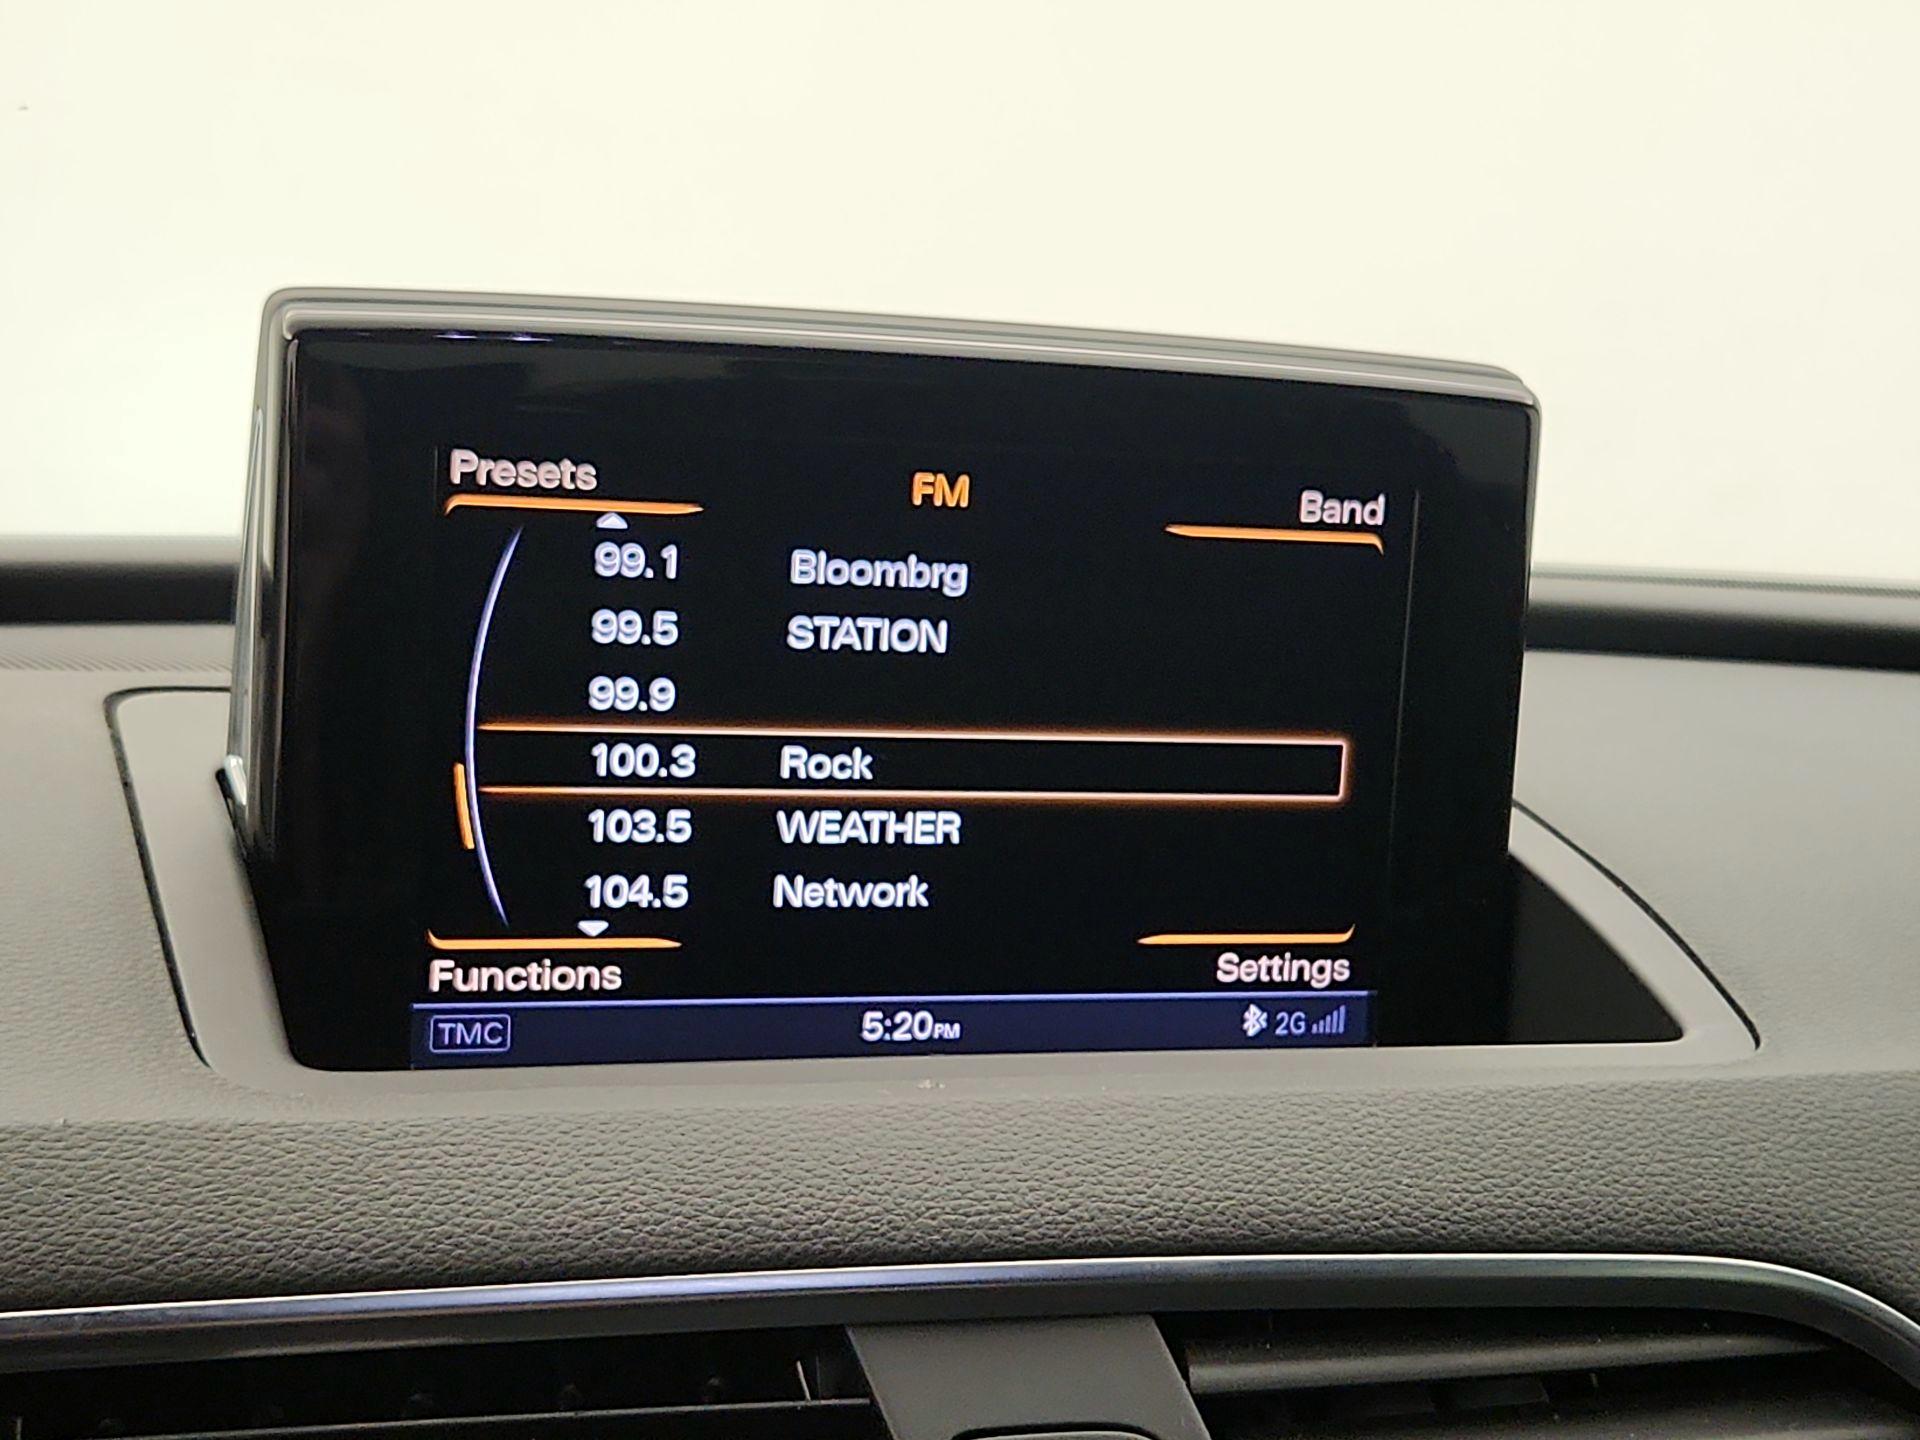 Presets
FM
Band
99.1 Bloombrg
99.5 STATION
99.9
100.3 Rock
103.5 WEATHER
104.5 Network
Functions
Settings
TMC 5:20PM 2G